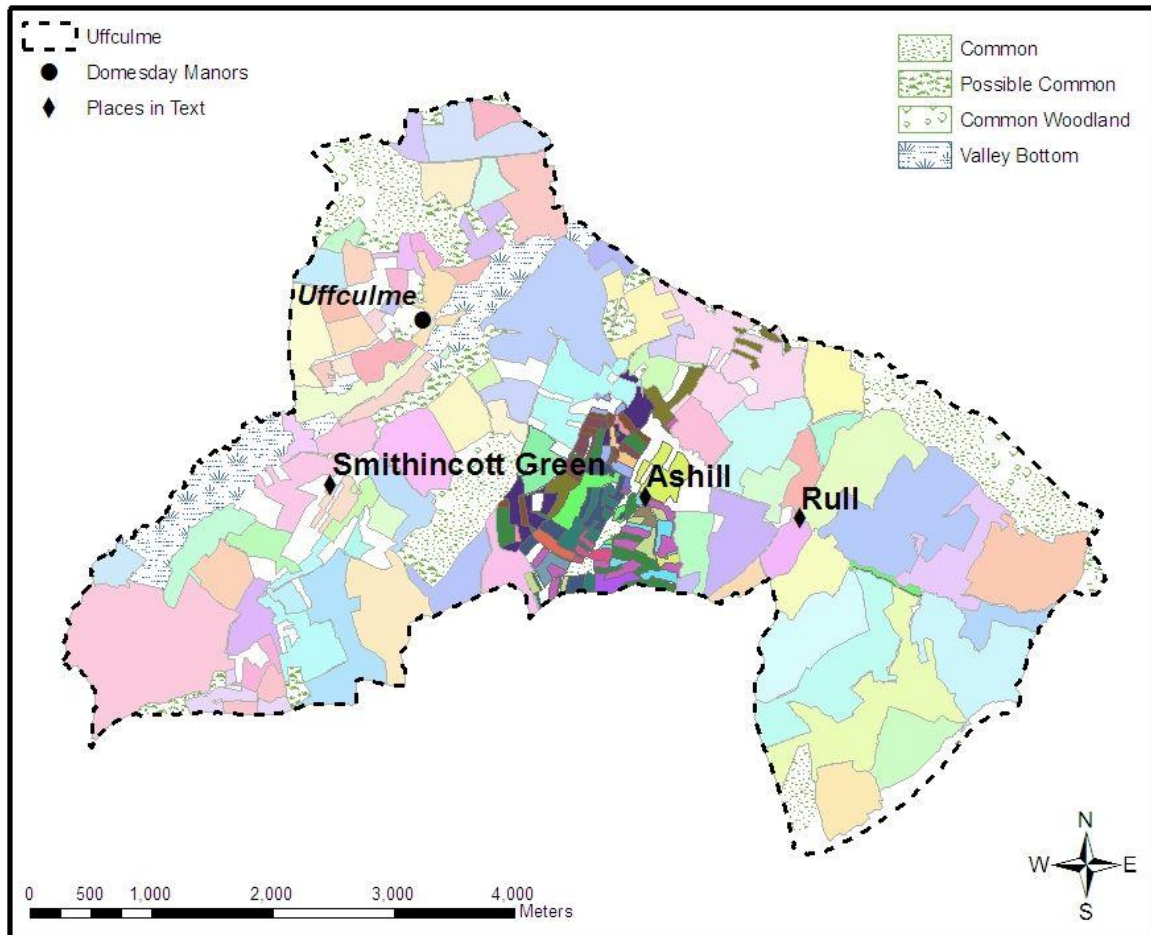 Uffculme
Domesday Manors
Places in Text
Common
Possible Common
Common Woodland
Valley Bottom
Uffculme
Smithincott Green
Ashill
Rull
N
W E
S
0 500 1,000 2,000 3,000 4,000
Meters